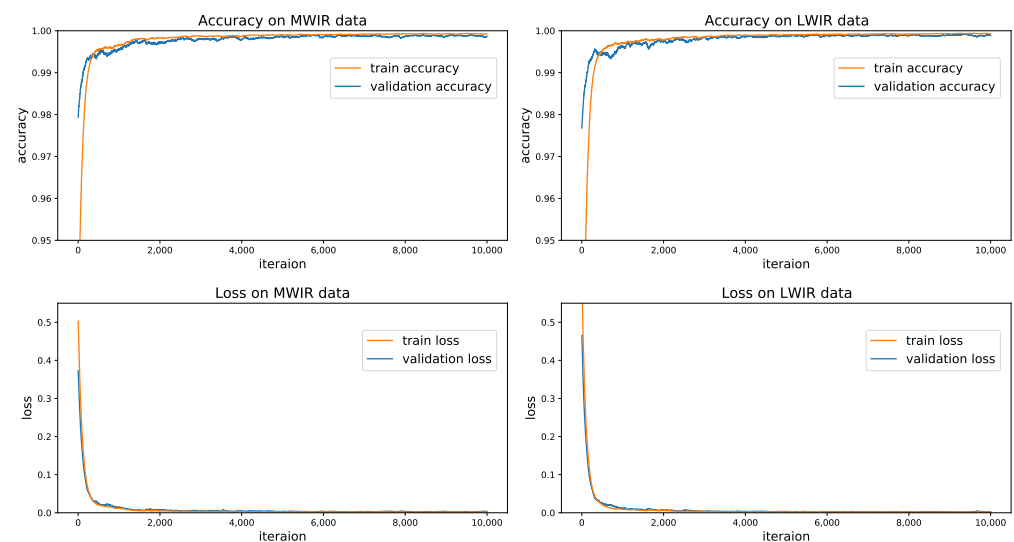 Accuracy on MWIR data
1.00
0.99
0.98
0.97
0.96
0.95
accuracy
train accuracy
validation accuracy
0
2,000
4,000
6,000
8,000
10,000
iteraion
Accuracy on LWIR data
1.00
0.99
0.98
0.97
0.96
0.95
accuracy
train accuracy
validation accuracy
0
2,000
4,000
6,000
8,000
10,000
iteraion
Loss on MWIR data
0.5
0.4
0.3
0.2
0.1
0.0
loss
train loss
validation loss
0
2,000
4,000
6,000
8,000
10,000
iteraion
Loss on LWIR data
0.5
0.4
0.3
0.2
0.1
0.0
loss
train loss
validation loss
0
2,000
4,000
6,000
8,000
10,000
iteraion